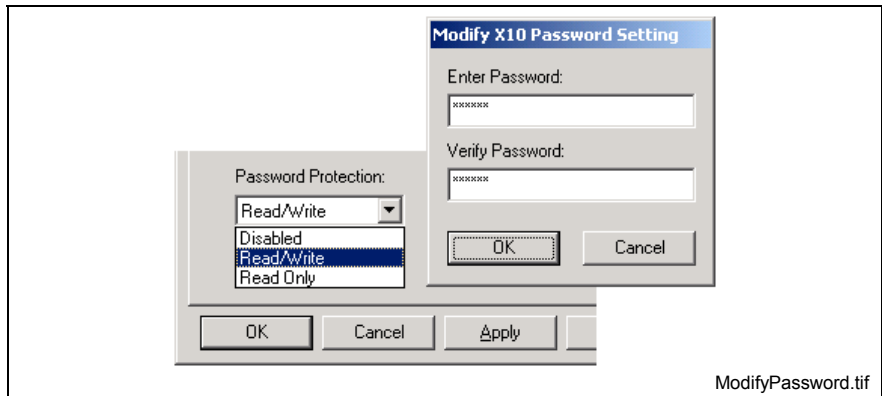 Modify X10 Password Setting
Enter Password:
******
Verify Password:
******
OK Cancel
Password Protection:
Read/Write
Disabled
Read/Write
Read Only
OK Cancel Apply
ModifyPassword.tif